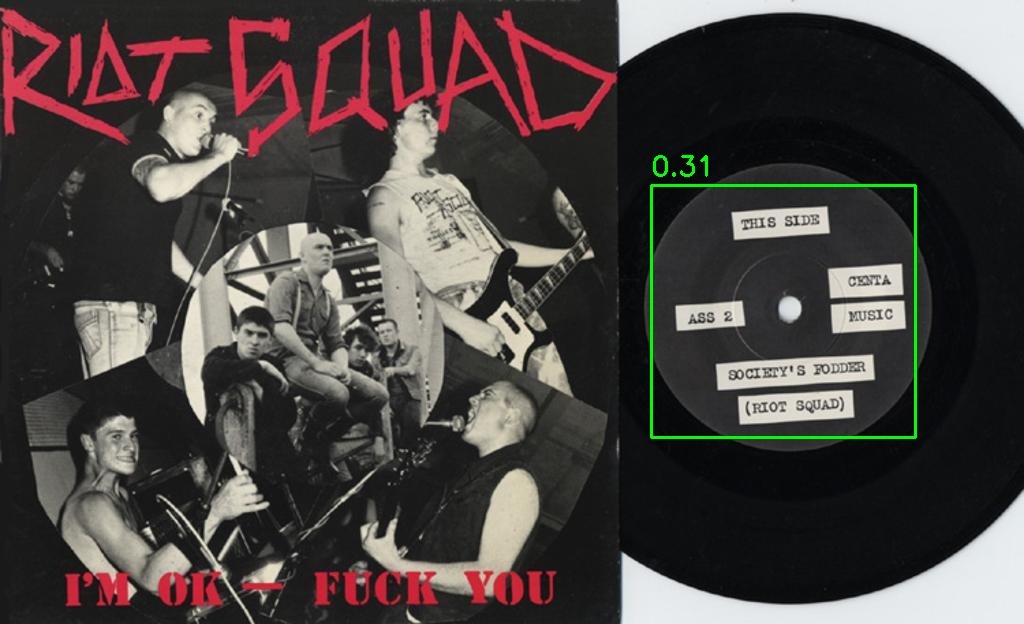 RIOT SQUAD
I'M OK — FUCK YOU
0.31
THIS SIDE
CENTA
ASS 2
MUSIC
SOCIETY'S FODDER
(RIOT SQUAD)